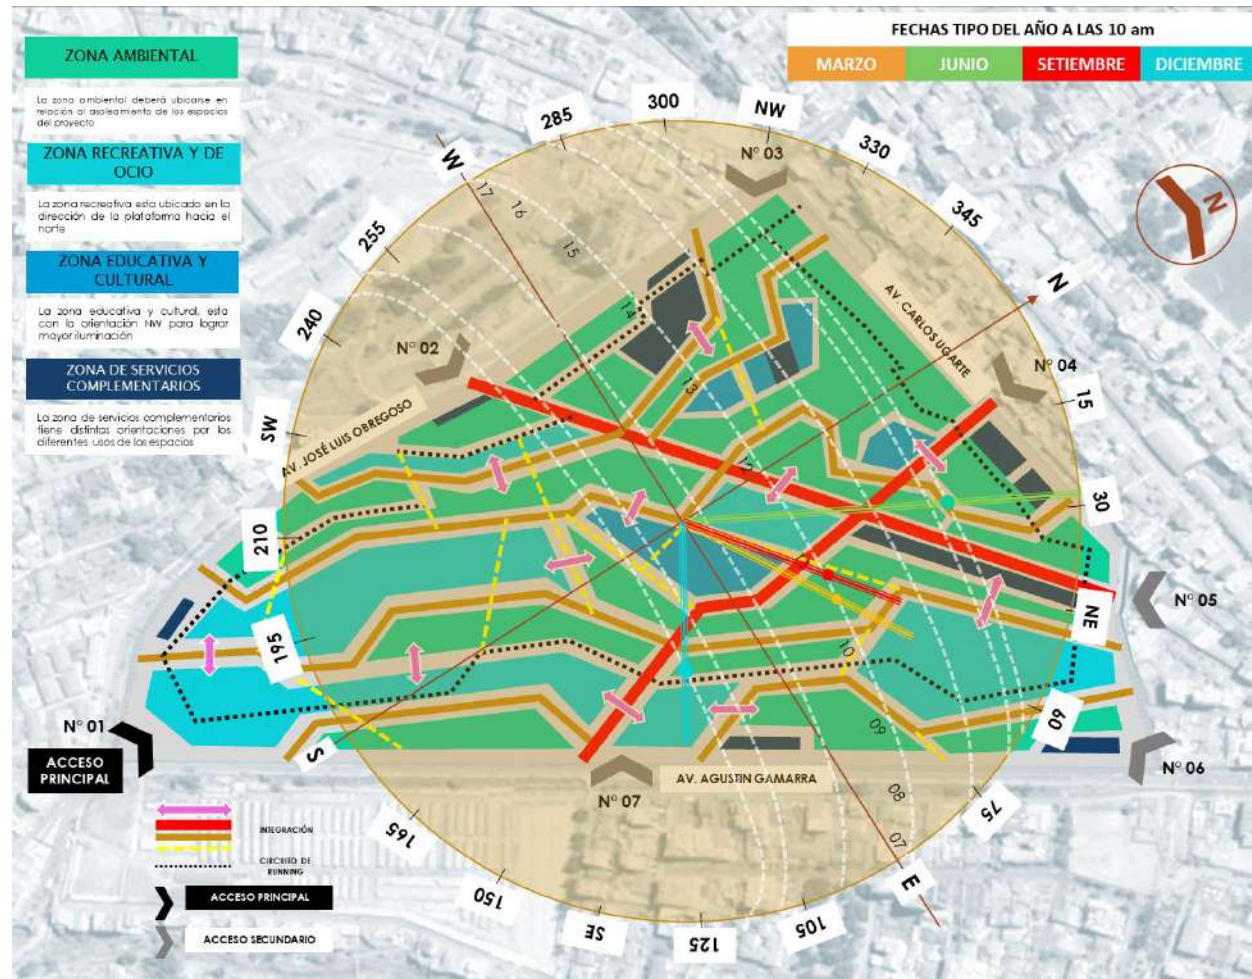 FECHAS TIPO DEL AÑO A LAS 10 am
MARZO
JUNIO
SETIEMBRE
DICIEMBRE
ZONA AMBIENTAL
La zona ambiental deberá ubicarse en
relación al asoleamiento de los espacios
del proyecto
ZONA RECREATIVA Y DE
OCIO
La zona recreativa esta ubicado en la
dirección de la plataforma hacia el
norte
ZONA EDUCATIVA Y
CULTURAL
La zona educativa y cultural, esta
con la orientación NW para lograr
mayor iluminación
ZONA DE SERVICIOS
COMPLEMENTARIOS
La zona de servicios complementarios
tiene distintas orientaciones por los
diferentes usos de los espacios
285
300
NW
330
345
N
15
30
NE
60
75
E
105
125
SE
150
165
S
195
210
SW
240
255
W
17
16
15
14
13
12
11
10
09
08
07
N
N° 03
N° 02
N° 04
N° 05
N° 06
N° 07
N° 01
AV. CARLOS UGARTE
AV. JOSÉ LUIS OBREGOSO
AV. AGUSTIN GAMARRA
ACCESO
PRINCIPAL
INTEGRACIÓN
CIRCUITO DE
RUNNING
ACCESO PRINCIPAL
ACCESO SECUNDARIO